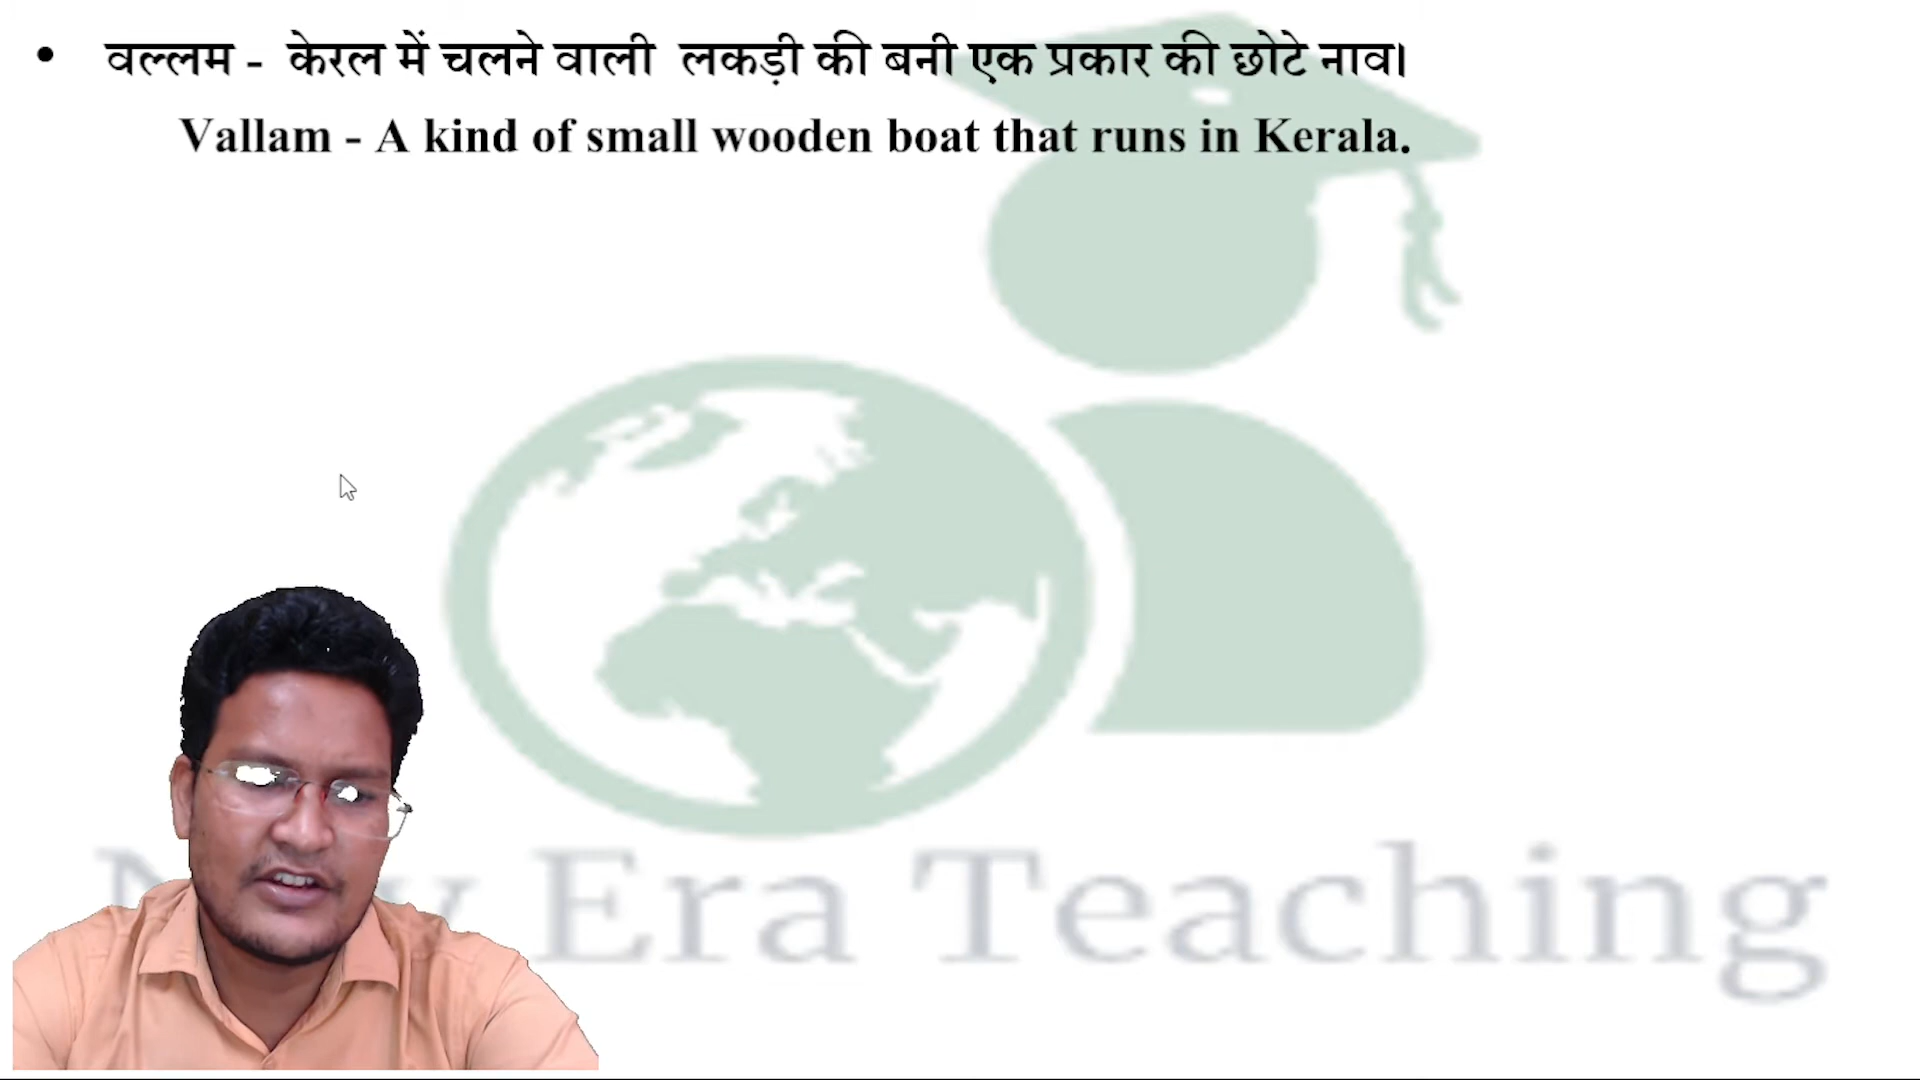 • वल्लम - केरल में चलने वाली लकड़ी की बनी एक प्रकार की छोटे नाव।
Vallam - A kind of small wooden boat that runs in Kerala.
Era Teaching